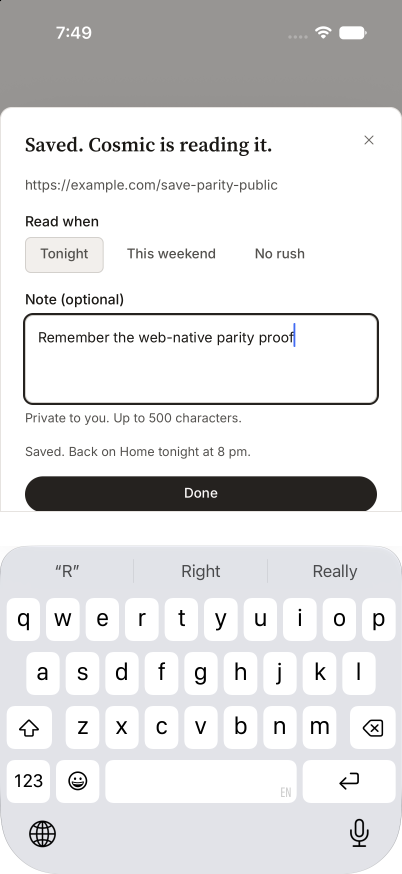 7:49
Saved. Cosmic is reading it.
https://example.com/save-parity-public
Read when
Tonight This weekend No rush
Note (optional)
Remember the web-native parity proof
Private to you. Up to 500 characters.
Saved. Back on Home tonight at 8 pm.
Done
“R” Right Really
q w e r t y u i o p
a s d f g h j k l
z x c v b n m
123 EN